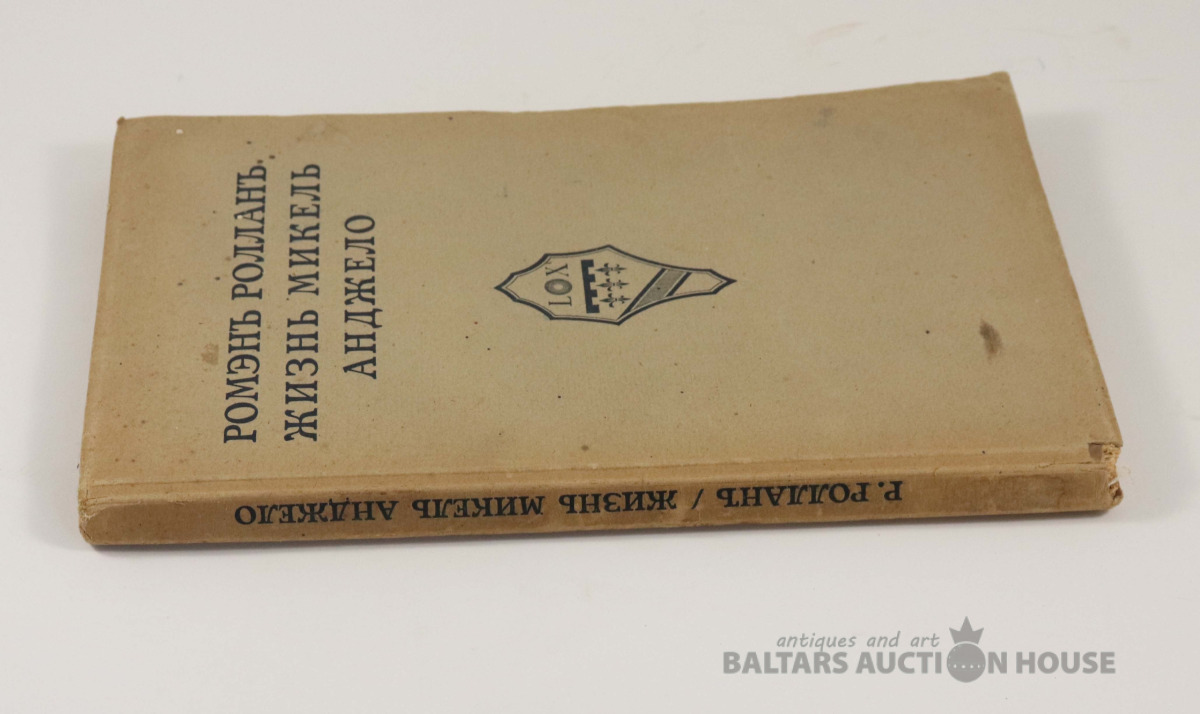 РОМЭНЪ РОЛЛАНЪ.
ЖИЗНЬ МИКЕЛЬ
АНДЖЕЛО
LOX
Р. РОЛЛАНЪ / ЖИЗНЬ МИКЕЛЬ АНДЖЕЛО
antiques and art
BALTARS AUCTION HOUSE